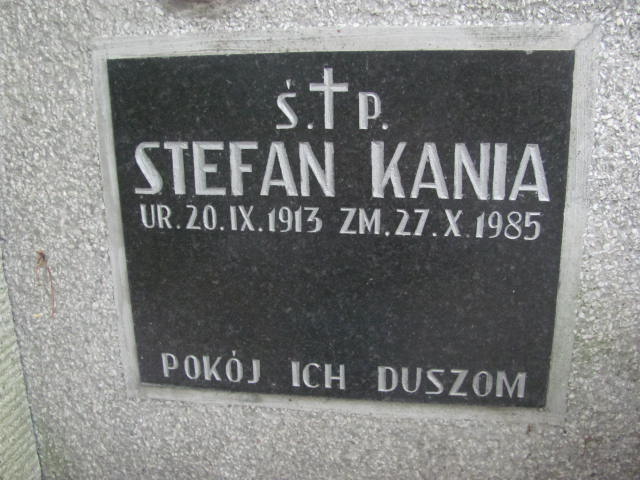 Ś.✝P.
STEFAN KANIA
UR.20.IX.1913 ZM.27.X.1985
POKÓJ ICH DUSZOM